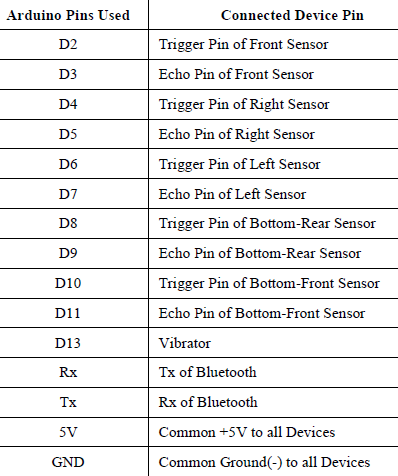 Arduino Pins Used Connected Device Pin
D2 Trigger Pin of Front Sensor
D3 Echo Pin of Front Sensor
D4 Trigger Pin of Right Sensor
D5 Echo Pin of Right Sensor
D6 Trigger Pin of Left Sensor
D7 Echo Pin of Left Sensor
D8 Trigger Pin of Bottom-Rear Sensor
D9 Echo Pin of Bottom-Rear Sensor
D10 Trigger Pin of Bottom-Front Sensor
D11 Echo Pin of Bottom-Front Sensor
D13 Vibrator
Rx Tx of Bluetooth
Tx Rx of Bluetooth
5V Common +5V to all Devices
GND Common Ground(-) to all Devices